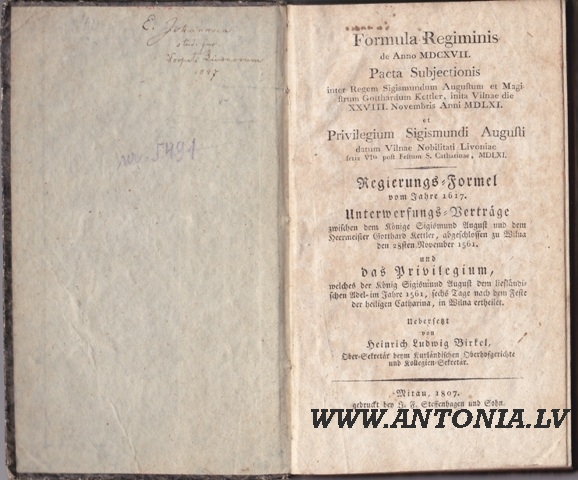 E. Johannson
1887
nr. 5491
Formula Regiminis
de Anno MDCXVII.
Pacta Subjectionis
inter Regem Sigismundum Auguſtum et Magi-
ſtrum Gotthardum Kettler, inita Vilnae die
XXVIII. Novembris Anni MDLXI.
et
Privilegium Sigismundi Auguſti
datum Vilnae Nobilitati Livoniae
feria VIto poſt Feſtum S. Catharinae, MDLXI.
Regierungs-Formel
vom Jahre 1617.
Unterwerfungs-Verträge
zwiſchen dem Könige Sigismund Auguſt und dem
Heermeiſter Gotthard Kettler, abgeſchloſſen zu Wilna
den 28ſten November 1561.
und
das Privilegium,
welches der König Sigismund Auguſt dem liefländi-
ſchen Adel im Jahre 1561, ſechs Tage nach dem Feſte
der heiligen Catharina, in Wilna ertheilet.
Ueberſetzt
von
Heinrich Ludwig Birkel,
Ober-Sekretär beym Kurländiſchen Oberhofgerichte
und Kollegien-Sekretär.
Mitau, 1807.
gedruckt bey J. F. Steffenhagen und Sohn.
WWW.ANTONIA.LV